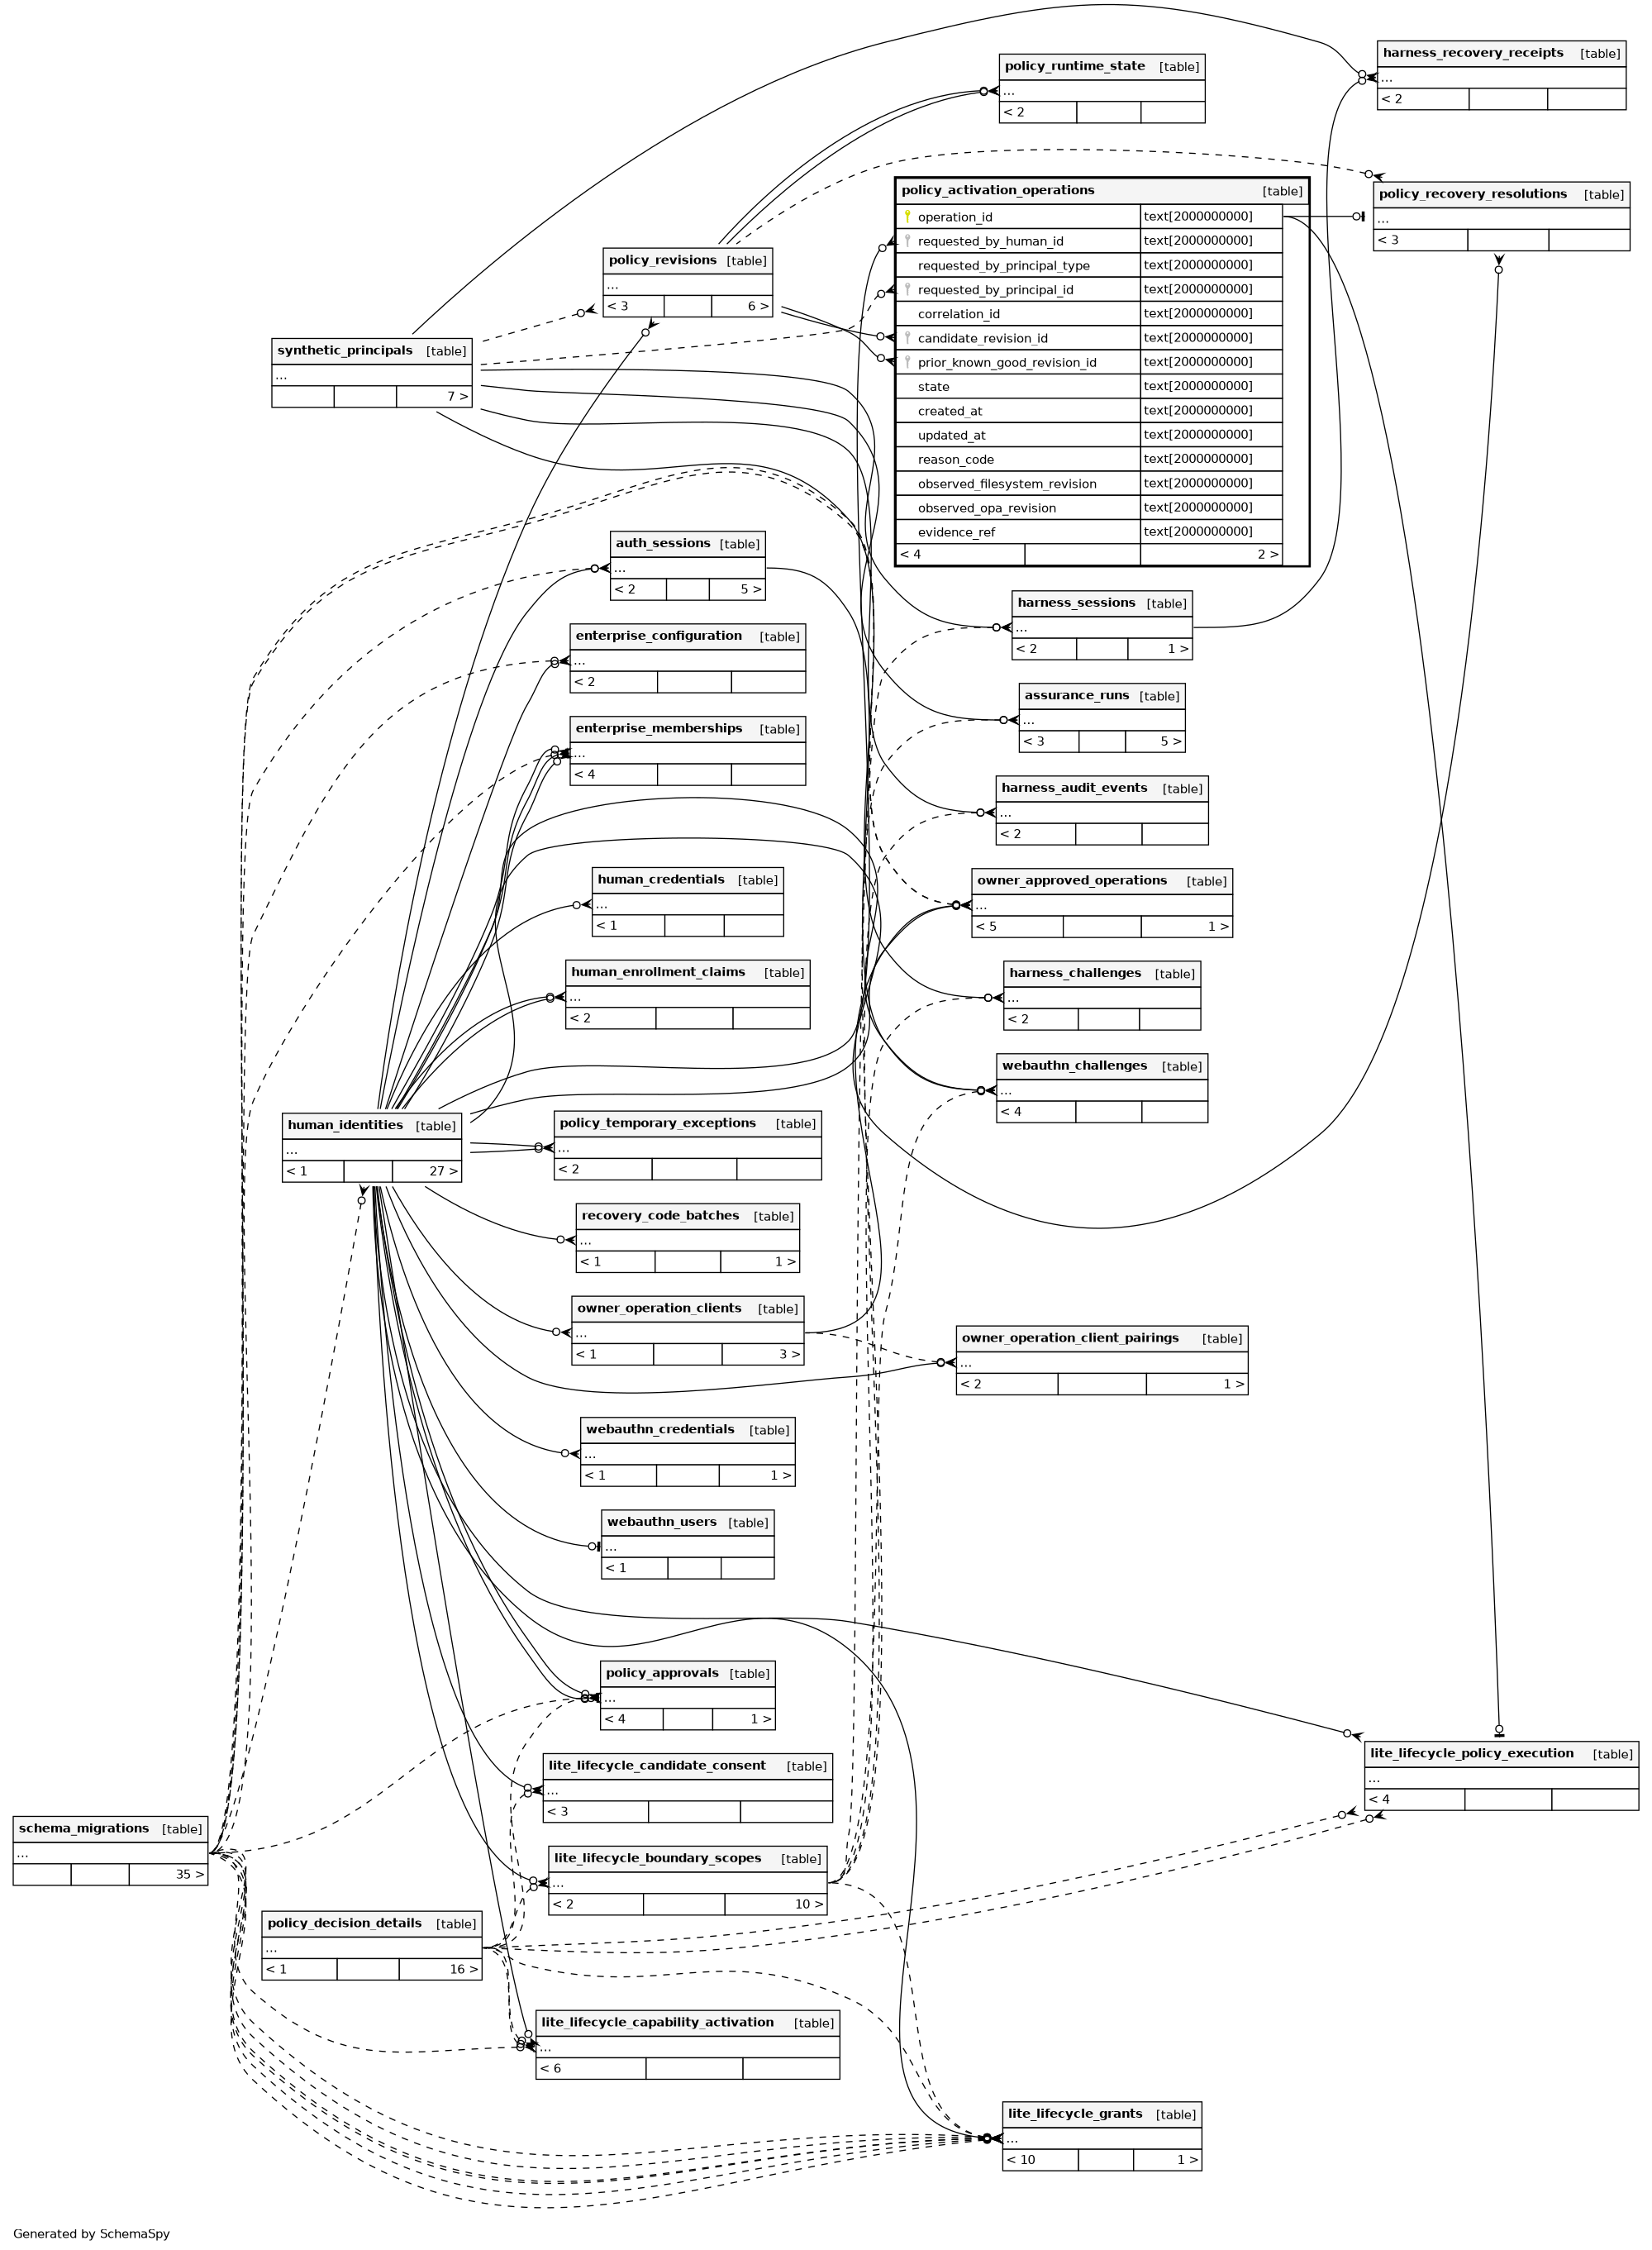 harness_recovery_receipts [table]
...
< 2
policy_runtime_state [table]
...
< 2
policy_recovery_resolutions [table]
...
< 3
policy_activation_operations [table]
operation_id text[2000000000]
requested_by_human_id text[2000000000]
requested_by_principal_type text[2000000000]
requested_by_principal_id text[2000000000]
correlation_id text[2000000000]
candidate_revision_id text[2000000000]
prior_known_good_revision_id text[2000000000]
state text[2000000000]
created_at text[2000000000]
updated_at text[2000000000]
reason_code text[2000000000]
observed_filesystem_revision text[2000000000]
observed_opa_revision text[2000000000]
evidence_ref text[2000000000]
< 4 2 >
policy_revisions [table]
...
< 3 6 >
synthetic_principals [table]
...
7 >
auth_sessions [table]
...
< 2 5 >
harness_sessions [table]
...
< 2 1 >
enterprise_configuration [table]
...
< 2
assurance_runs [table]
...
< 3 5 >
enterprise_memberships [table]
...
< 4
harness_audit_events [table]
...
< 2
human_credentials [table]
...
< 1
owner_approved_operations [table]
...
< 5 1 >
human_enrollment_claims [table]
...
< 2
harness_challenges [table]
...
< 2
webauthn_challenges [table]
...
< 4
human_identities [table]
...
< 1 27 >
policy_temporary_exceptions [table]
...
< 2
recovery_code_batches [table]
...
< 1 1 >
owner_operation_clients [table]
...
< 1 3 >
owner_operation_client_pairings [table]
...
< 2 1 >
webauthn_credentials [table]
...
< 1 1 >
webauthn_users [table]
...
< 1
policy_approvals [table]
...
< 4 1 >
lite_lifecycle_policy_execution [table]
...
< 4
lite_lifecycle_candidate_consent [table]
...
< 3
schema_migrations [table]
...
35 >
lite_lifecycle_boundary_scopes [table]
...
< 2 10 >
policy_decision_details [table]
...
< 1 16 >
lite_lifecycle_capability_activation [table]
...
< 6
lite_lifecycle_grants [table]
...
< 10 1 >
Generated by SchemaSpy